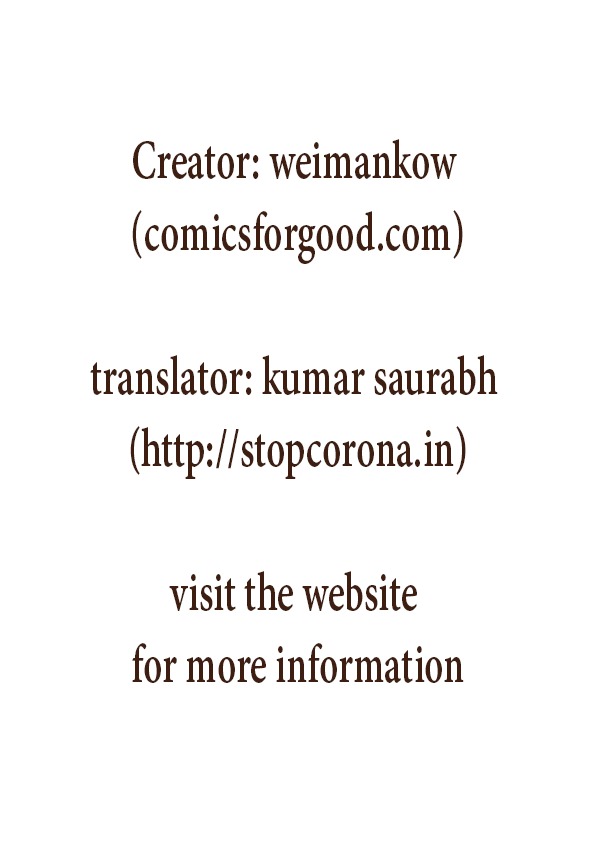 Creator: weimankow
(comicsforgood.com)
translator: kumar saurabh
(http://stopcorona.in)
visit the website
for more information